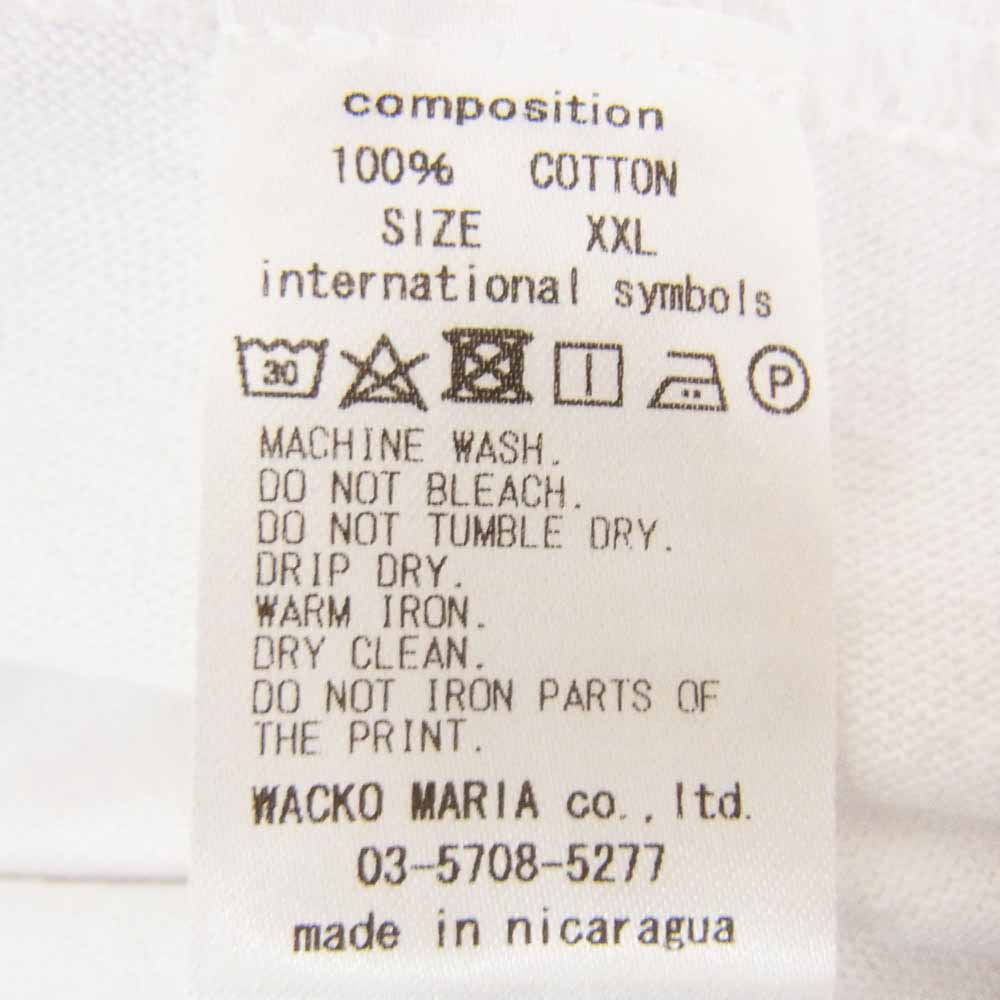 composition
100% COTTON
SIZE XXL
international symbols
30 P
MACHINE WASH.
DO NOT BLEACH.
DO NOT TUMBLE DRY.
DRIP DRY.
WARM IRON.
DRY CLEAN.
DO NOT IRON PARTS OF
THE PRINT.
WACKO MARIA co., ltd.
03-5708-5277
made in nicaragua